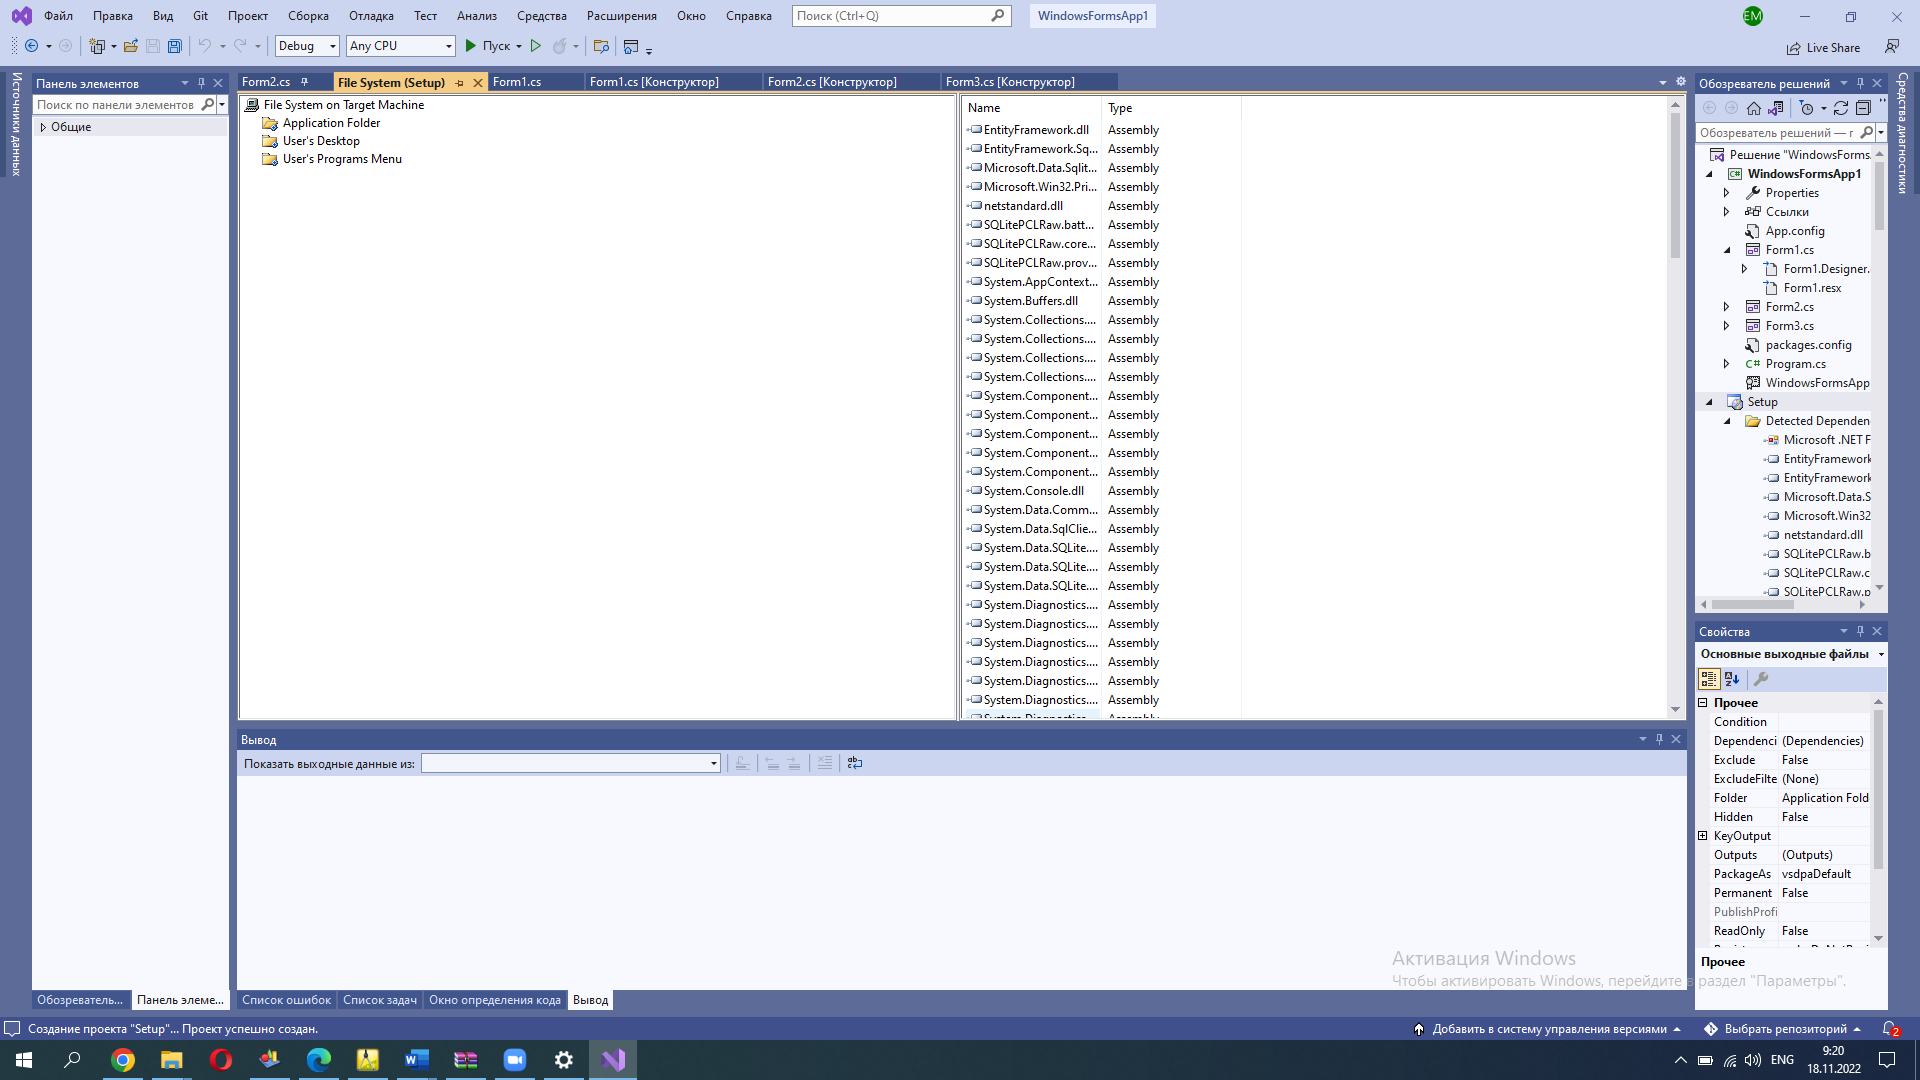 Файл Правка Вид Git Проект Сборка Отладка Тест Анализ Средства Расширения Окно Справка Поиск (Ctrl+Q) WindowsFormsApp1 EM
Debug Any CPU Пуск Live Share
Источники данных
Панель элементов
Поиск по панели элементов
Общие
Form2.cs File System (Setup) Form1.cs Form1.cs [Конструктор] Form2.cs [Конструктор] Form3.cs [Конструктор]
File System on Target Machine
Application Folder
User's Desktop
User's Programs Menu
Name Type
EntityFramework.dll Assembly
EntityFramework.Sq... Assembly
Microsoft.Data.Sqlit... Assembly
Microsoft.Win32.Pri... Assembly
netstandard.dll Assembly
SQLitePCLRaw.batt... Assembly
SQLitePCLRaw.core... Assembly
SQLitePCLRaw.prov... Assembly
System.AppContext... Assembly
System.Buffers.dll Assembly
System.Collections.... Assembly
System.Collections.... Assembly
System.Collections.... Assembly
System.Collections.... Assembly
System.Component... Assembly
System.Component... Assembly
System.Component... Assembly
System.Component... Assembly
System.Component... Assembly
System.Console.dll Assembly
System.Data.Comm... Assembly
System.Data.SqlClie... Assembly
System.Data.SQLite.... Assembly
System.Data.SQLite.... Assembly
System.Data.SQLite.... Assembly
System.Diagnostics.... Assembly
System.Diagnostics.... Assembly
System.Diagnostics.... Assembly
System.Diagnostics.... Assembly
System.Diagnostics.... Assembly
System.Diagnostics.... Assembly
System.Diagnostics.... Assembly
Обозреватель решений
Обозреватель решений — г
Решение "WindowsForms
WindowsFormsApp1
Properties
Ссылки
App.config
Form1.cs
Form1.Designer.
Form1.resx
Form2.cs
Form3.cs
packages.config
C# Program.cs
WindowsFormsApp
Setup
Detected Dependen
Microsoft .NET F
EntityFramework
EntityFramework
Microsoft.Data.S
Microsoft.Win32
netstandard.dll
SQLitePCLRaw.b
SQLitePCLRaw.c
SQLitePCLRaw.p
Средства диагностики
Свойства
Основные выходные файлы
Прочее
Condition
Dependenci (Dependencies)
Exclude False
ExcludeFilte (None)
Folder Application Fold
Hidden False
KeyOutput
Outputs (Outputs)
PackageAs vsdpaDefault
Permanent False
PublishProfi
ReadOnly False
Прочее
Вывод
Показать выходные данные из:
Активация Windows
Чтобы активировать Windows, перейдите в раздел "Параметры".
Обозреватель... Панель элеме... Список ошибок Список задач Окно определения кода Вывод
Создание проекта "Setup"... Проект успешно создан. Добавить в систему управления версиями Выбрать репозиторий 2
ENG 9:20
18.11.2022